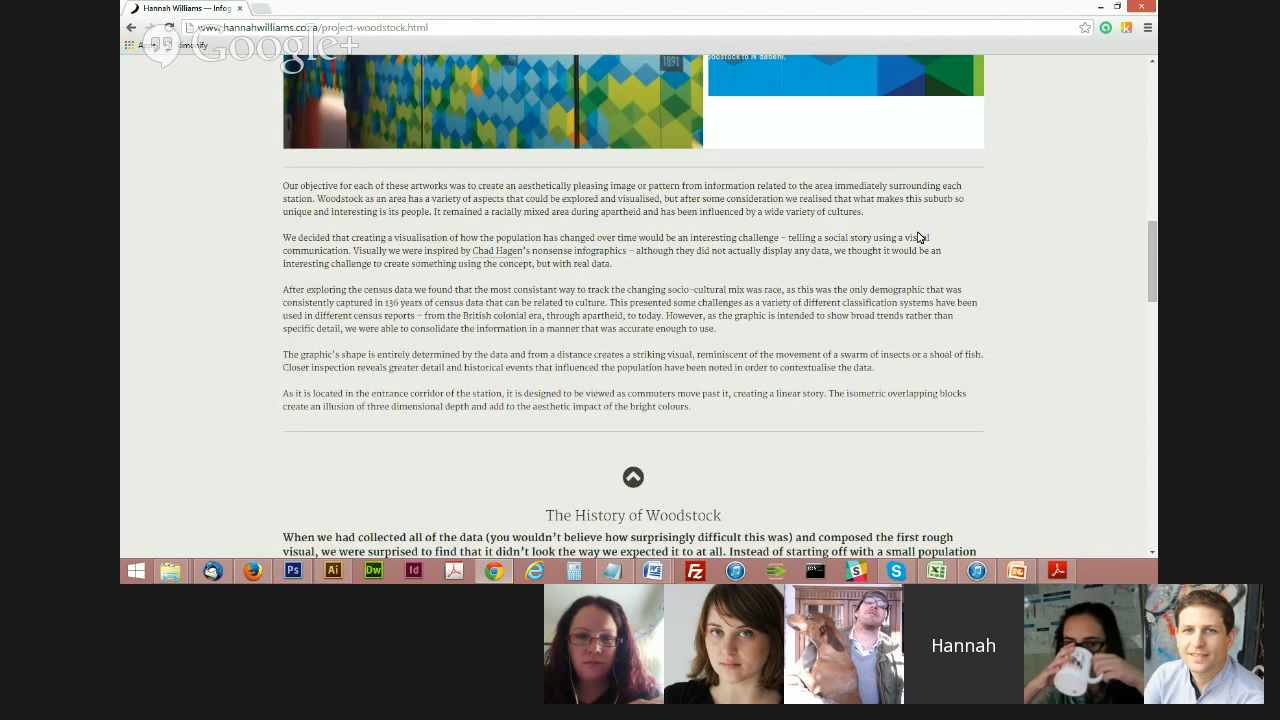 Hannah Williams — Infog
www.hannahwilliams.co.za/project-woodstock.html
Google+
1891
oodstock to N'dabeni.
Our objective for each of these artworks was to create an aesthetically pleasing image or pattern from information related to the area immediately surrounding each
station. Woodstock as an area has a variety of aspects that could be explored and visualised, but after some consideration we realised that what makes this suburb so
unique and interesting is its people. It remained a racially mixed area during apartheid and has been influenced by a wide variety of cultures.
We decided that creating a visualisation of how the population has changed over time would be an interesting challenge – telling a social story using a visual
communication. Visually we were inspired by Chad Hagen's nonsense infographics – although they did not actually display any data, we thought it would be an
interesting challenge to create something using the concept, but with real data.
After exploring the census data we found that the most consistant way to track the changing socio-cultural mix was race, as this was the only demographic that was
consistently captured in 136 years of census data that can be related to culture. This presented some challenges as a variety of different classification systems have been
used in different census reports – from the British colonial era, through apartheid, to today. However, as the graphic is intended to show broad trends rather than
specific detail, we were able to consolidate the information in a manner that was accurate enough to use.
The graphic's shape is entirely determined by the data and from a distance creates a striking visual, reminiscent of the movement of a swarm of insects or a shoal of fish.
Closer inspection reveals greater detail and historical events that influenced the population have been noted in order to contextualise the data.
As it is located in the entrance corridor of the station, it is designed to be viewed as commuters move past it, creating a linear story. The isometric overlapping blocks
create an illusion of three dimensional depth and add to the aesthetic impact of the bright colours.
The History of Woodstock
When we had collected all of the data (you wouldn't believe how surprisingly difficult this was) and composed the first rough
visual, we were surprised to find that it didn't look the way we expected it to at all. Instead of starting off with a small population
Ps
Ai
Dw
Id
Hannah